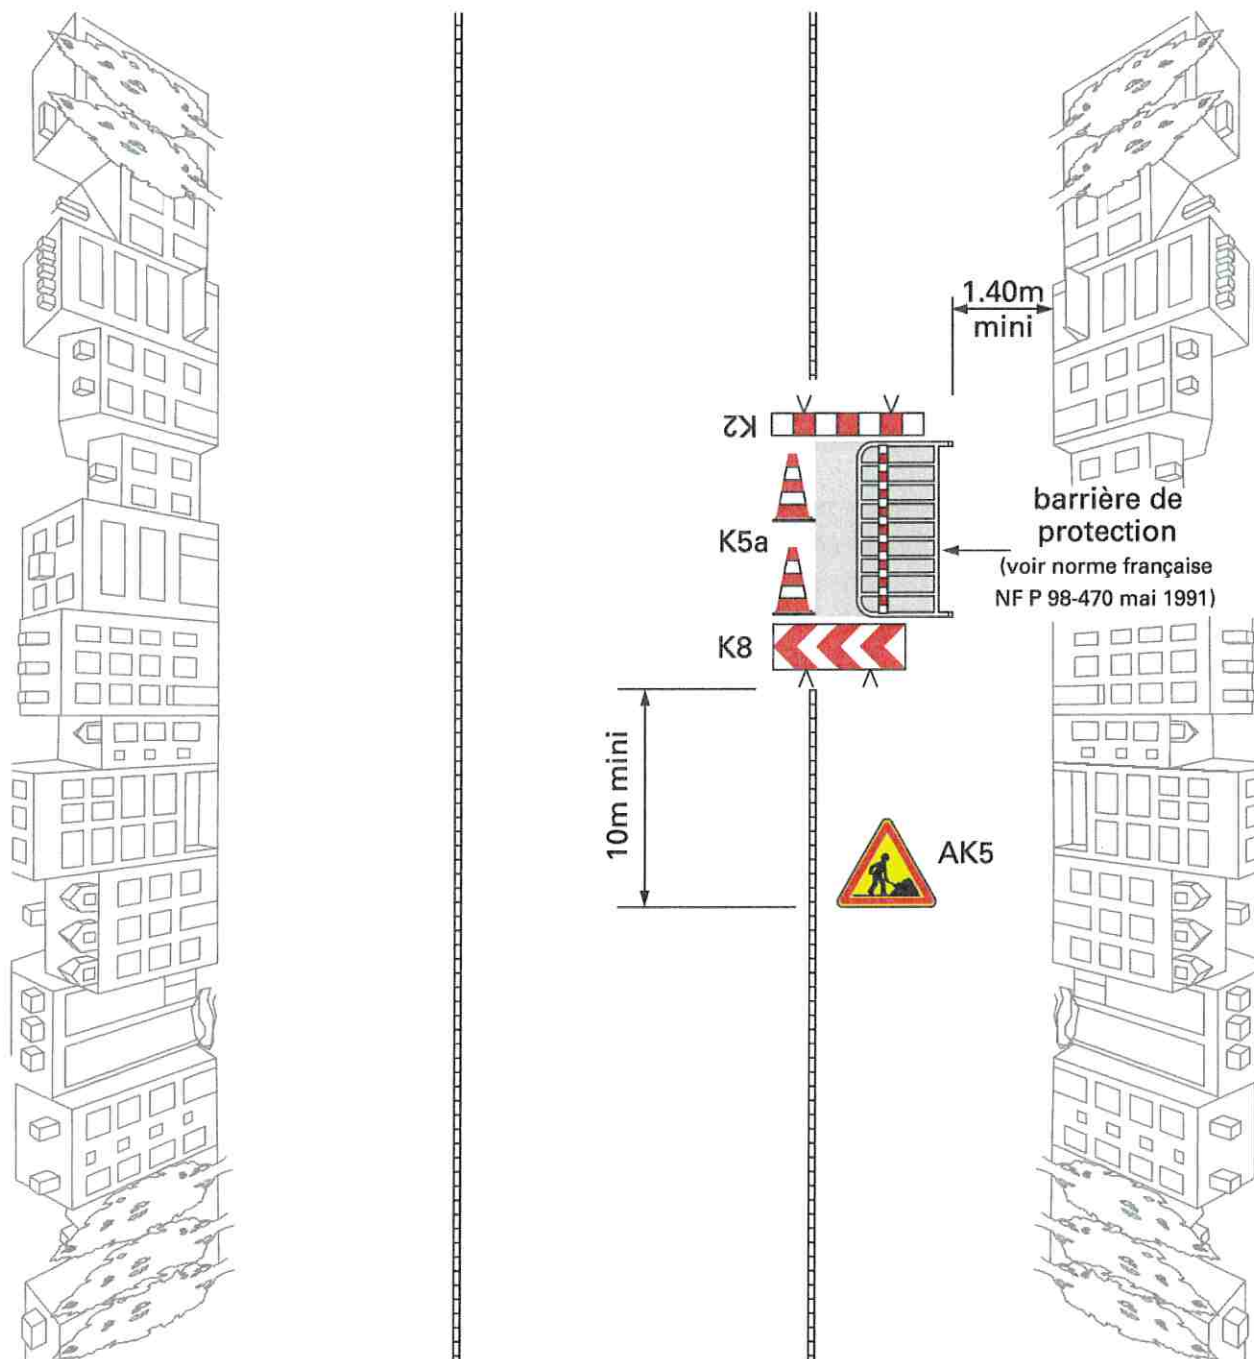 1.40m
mini
K2
barrière de
protection
(voir norme française
NF P 98-470 mai 1991)
K5a
K8
10m mini
AK5